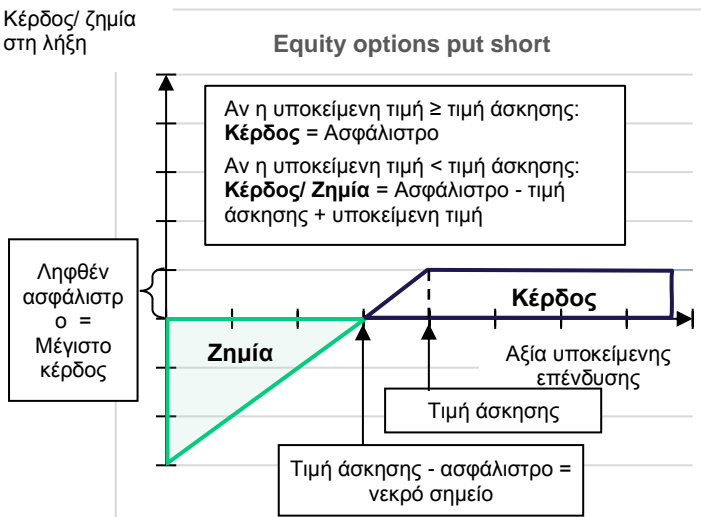 Κέρδος/ ζημία
στη λήξη
Equity options put short
Αν η υποκείμενη τιμή ≥ τιμή άσκησης:
Κέρδος = Ασφάλιστρο
Αν η υποκείμενη τιμή < τιμή άσκησης:
Κέρδος/ Ζημία = Ασφάλιστρο - τιμή
άσκησης + υποκείμενη τιμή
Ληφθέν
ασφάλιστρ
ο =
Μέγιστο
κέρδος
Κέρδος
Ζημία
Αξία υποκείμενης
επένδυσης
Τιμή άσκησης
Τιμή άσκησης - ασφάλιστρο =
νεκρό σημείο